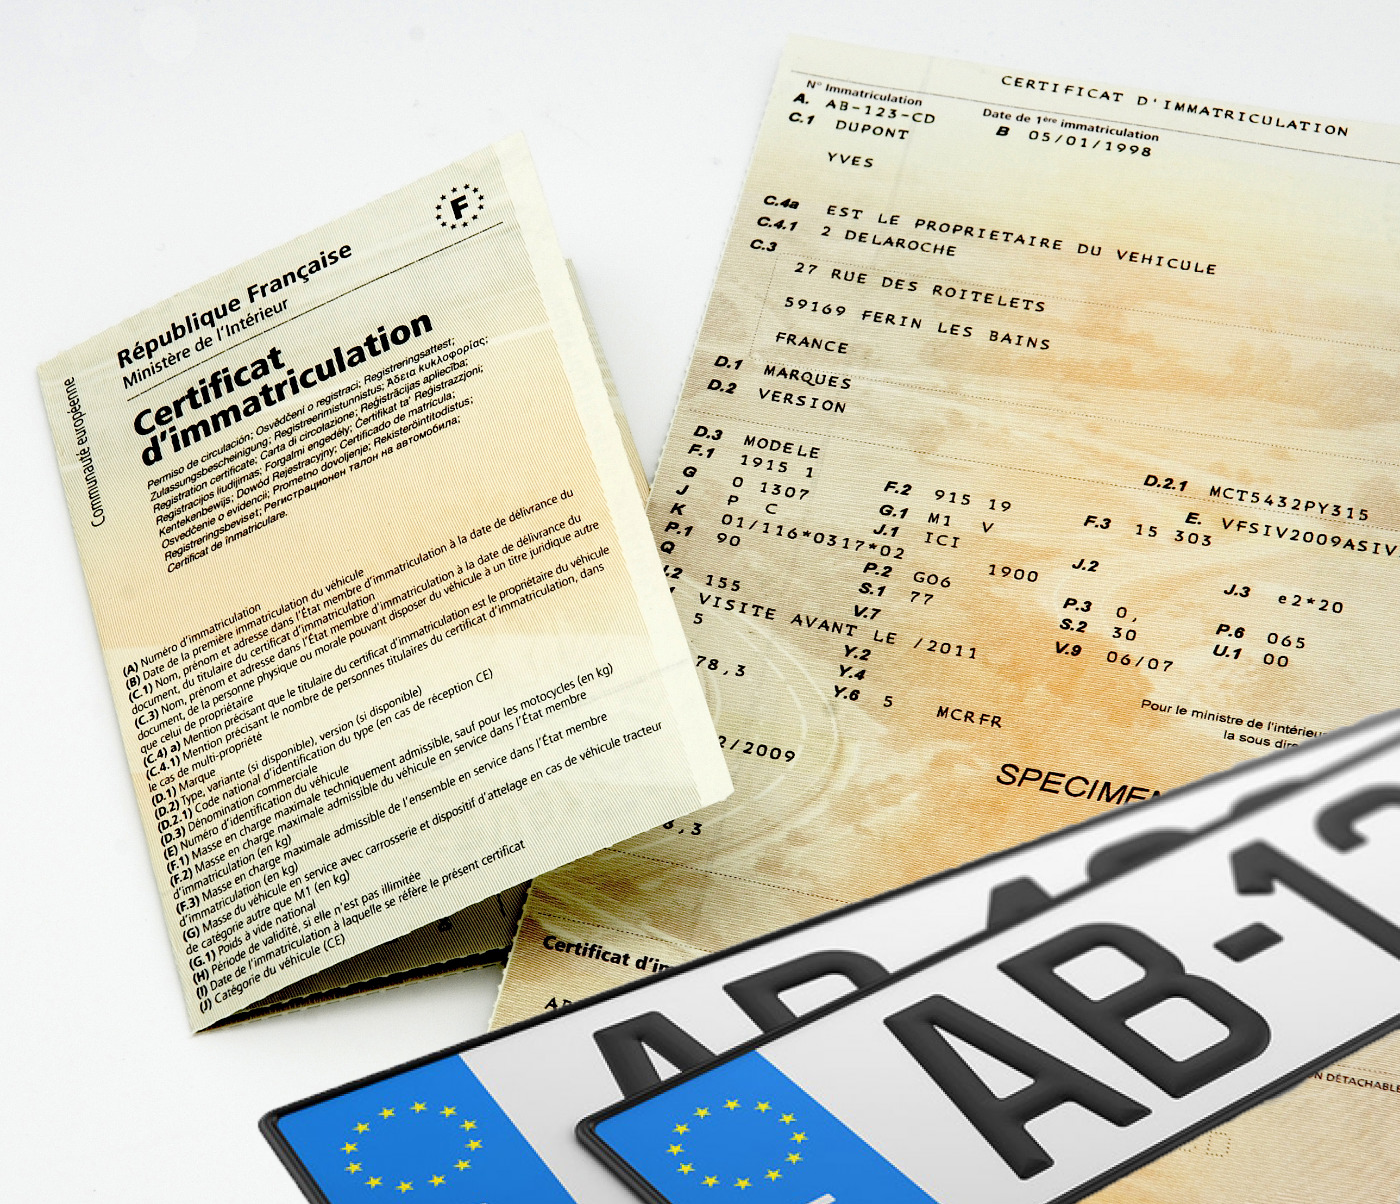 République Française
Ministère de l'Intérieur
Certificat
d'immatriculation
Communauté européenne
Permiso de circulación; Osvědčení o registraci; Registreringsattest;
Zulassungsbescheinigung; Registreerimistunnistus; Άδεια κυκλοφορίας;
Registration certificate; Carta di circolazione; Reģistrācijas apliecība;
Registracijos liudijimas; Forgalmi engedély; Ċertifikat ta' Reġistrazzjoni;
Kentekenbewijs; Dowód Rejestracyjny; Certificado de matrícula;
Osvedčenie o evidencii; Prometno dovoljenje; Rekisteröintitodistus;
Registreringsbeviset; Регистрационен талон на автомобила;
Certificat de înmatriculare.
(A) Numéro d'immatriculation
(B) Date de la première immatriculation du véhicule
(C.1) Nom, prénom et adresse dans l'État membre d'immatriculation à la date de délivrance du
document, du titulaire du certificat d'immatriculation
(C.3) Nom, prénom et adresse dans l'État membre d'immatriculation à la date de délivrance du
document, de la personne physique ou morale pouvant disposer du véhicule à un titre juridique autre
que celui de propriétaire
(C.4) a) Mention précisant que le titulaire du certificat d'immatriculation est le propriétaire du véhicule
(C.4.1) Mention précisant le nombre de personnes titulaires du certificat d'immatriculation, dans
le cas de multi-propriété
(D.1) Marque
(D.2) Type, variante (si disponible), version (si disponible)
(D.2.1) Code national d'identification du type (en cas de réception CE)
(D.3) Dénomination commerciale
(E) Numéro d'identification du véhicule
(F.1) Masse en charge maximale techniquement admissible, sauf pour les motocycles (en kg)
(F.2) Masse en charge maximale admissible du véhicule en service dans l'État membre
d'immatriculation (en kg)
(F.3) Masse en charge maximale admissible de l'ensemble en service dans l'État membre
d'immatriculation (en kg)
(G) Masse du véhicule en service avec carrosserie et dispositif d'attelage en cas de véhicule tracteur
de catégorie autre que M1 (en kg)
(G.1) Poids à vide national
(H) Période de validité, si elle n'est pas illimitée
(I) Date de l'immatriculation à laquelle se réfère le présent certificat
(J) Catégorie du véhicule (CE)
F
CERTIFICAT D'IMMATRICULATION
N° Immatriculation
A. AB-123-CD
Date de 1ère immatriculation
B 05/01/1998
C.1 DUPONT
YVES
C.4a EST LE PROPRIETAIRE DU VEHICULE
C.4.1 2 DELAROCHE
C.3
27 RUE DES ROITELETS
59169 FERIN LES BAINS
FRANCE
D.1 MARQUES
D.2 VERSION
D.2.1 MCT5432PY315
D.3 MODELE
E. VFSIV2009ASIV
F.1 1915 1 F.2 915 19 F.3 15 303
G 0 1307 G.1 M1 V
J P C J.1 ICI J.2 J.3 e2*20
K 01/116*0317*02
P.1 90 P.2 GO6 1900 P.3 0, P.6 065
Q S.1 77 S.2 30 U.1 00
.2 155 V.7 V.9 06/07
VISITE AVANT LE /2011
5 Y.2
78,3 Y.4
Y.6 5 MCRFR
Pour le ministre de l'intérieu
la sous dire
2/2009
SPECIMEN
,3
Certificat d'im
AB
N DÉTACHABLE
AB
AB-12